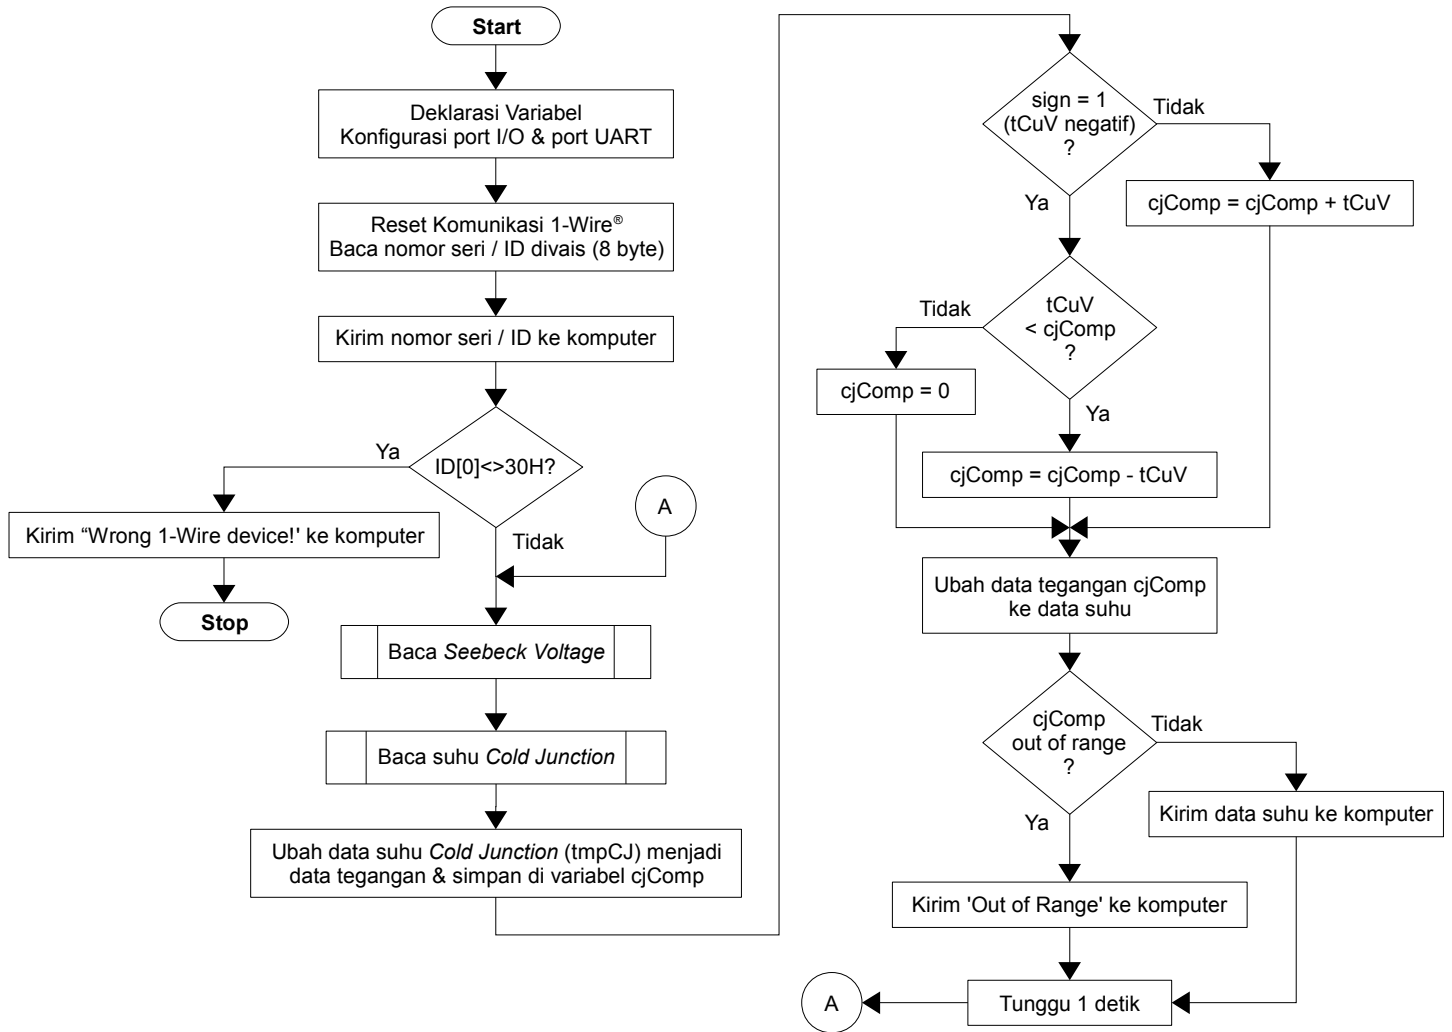 Start
Deklarasi Variabel
Konfigurasi port I/O & port UART
Reset Komunikasi 1-Wire®
Baca nomor seri / ID divais (8 byte)
Kirim nomor seri / ID ke komputer
ID[0]<>30H?
Ya
Tidak
Kirim “Wrong 1-Wire device!' ke komputer
Stop
A
Baca Seebeck Voltage
Baca suhu Cold Junction
Ubah data suhu Cold Junction (tmpCJ) menjadi
data tegangan & simpan di variabel cjComp
sign = 1
(tCuV negatif)
?
Tidak
Ya
cjComp = cjComp + tCuV
tCuV
< cjComp
?
Tidak
Ya
cjComp = 0
cjComp = cjComp - tCuV
Ubah data tegangan cjComp
ke data suhu
cjComp
out of range
?
Tidak
Ya
Kirim data suhu ke komputer
Kirim 'Out of Range' ke komputer
Tunggu 1 detik
A